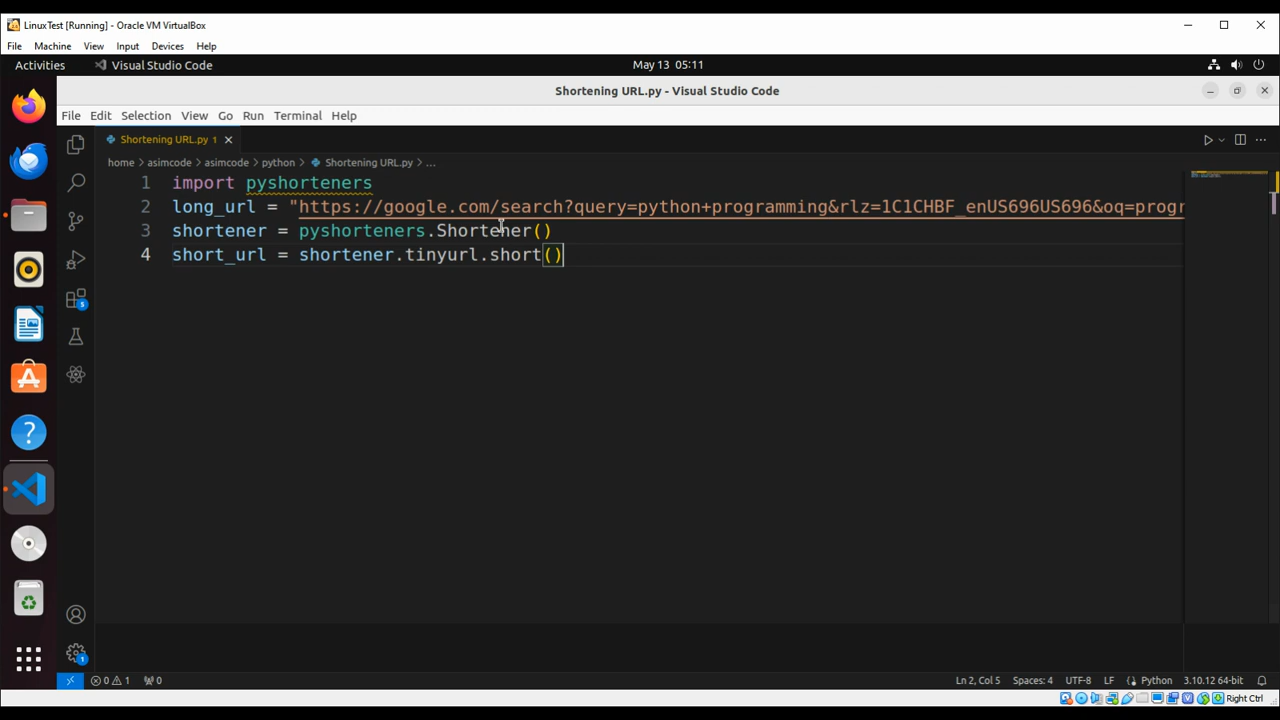 LinuxTest [Running] - Oracle VM VirtualBox
File Machine View Input Devices Help
Activities Visual Studio Code May 13 05:11
Shortening URL.py - Visual Studio Code
File Edit Selection View Go Run Terminal Help
Shortening URL.py 1
home > asimcode > asimcode > python > Shortening URL.py > ...
1 import pyshorteners
2 long_url = "https://google.com/search?query=python+programming&rlz=1C1CHBF_enUS696US696&oq=progr
3 shortener = pyshorteners.Shortener()
4 short_url = shortener.tinyurl.short()
5
1
0 1 0 Ln 2, Col 5 Spaces: 4 UTF-8 LF Python 3.10.12 64-bit
Right Ctrl